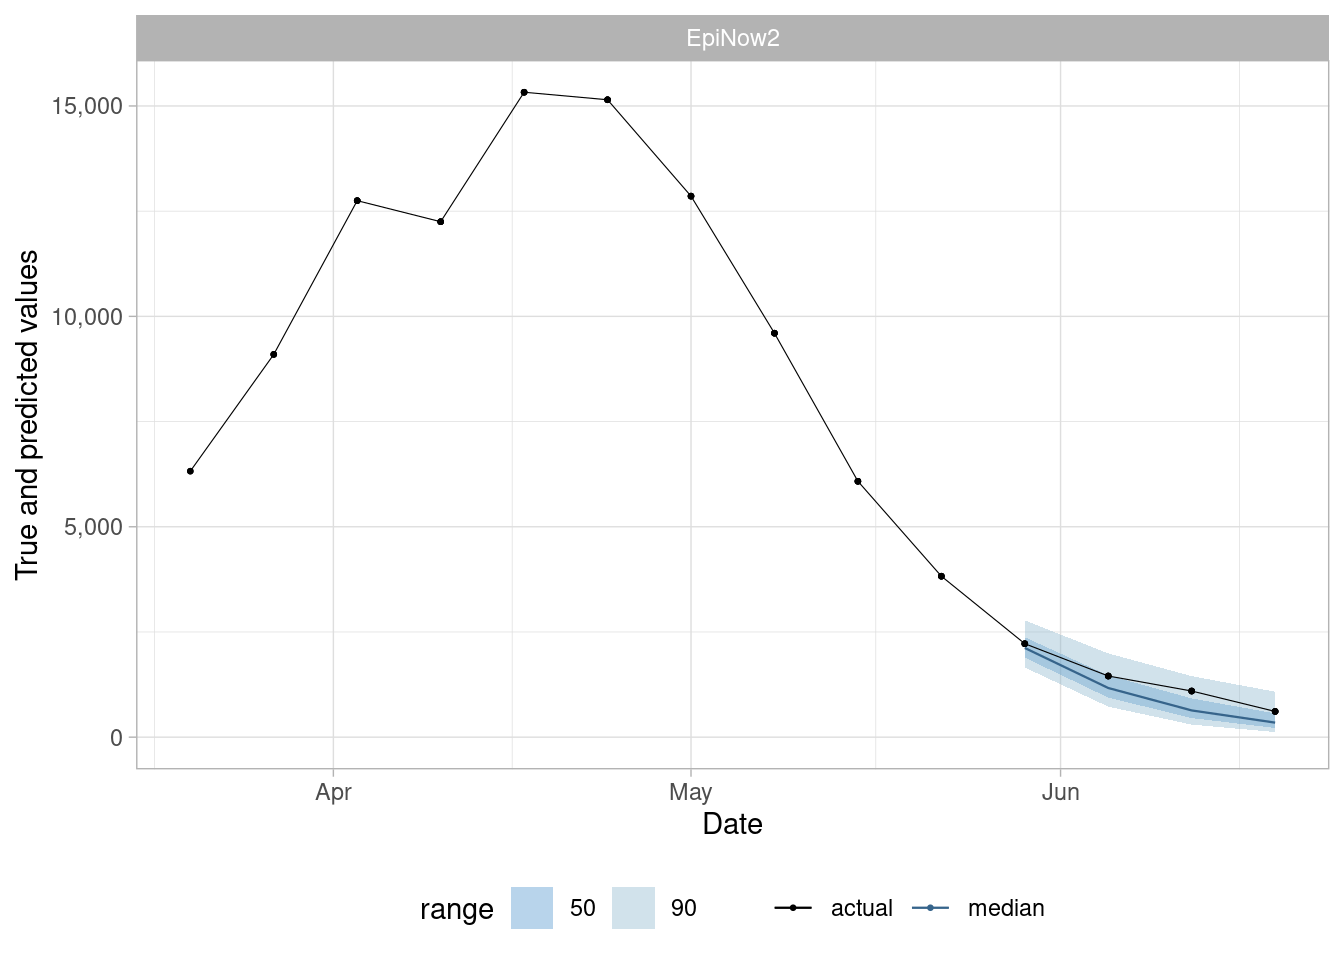 EpiNow2
True and predicted values
15,000
10,000
5,000
0
Apr May Jun
Date
range 50 90 actual median